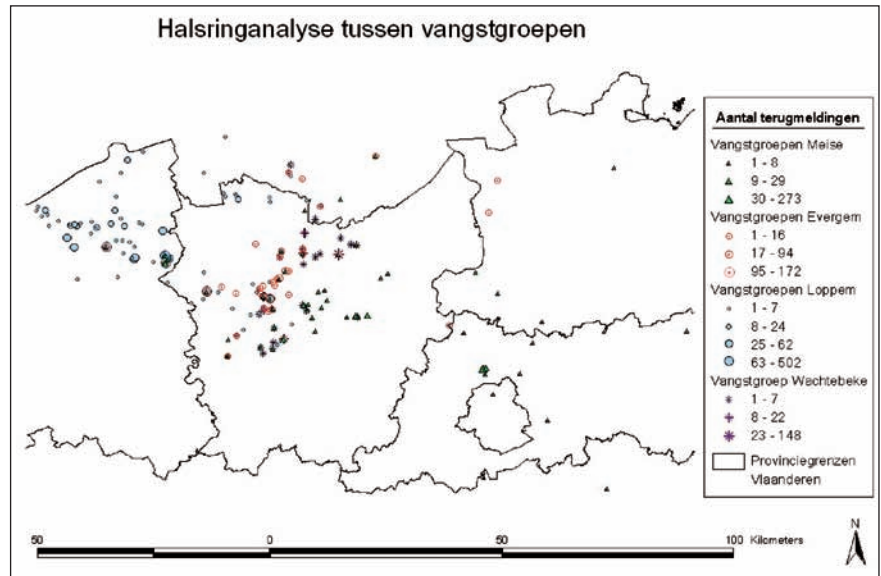 Halsringanalyse tussen vangstgroepen
Aantal terugmeldingen
Vangstgroepen Meise
1 - 8
9 - 29
30 - 273
Vangstgroepen Evergem
1 - 16
17 - 94
95 - 172
Vangstgroepen Loppem
1 - 7
8 - 24
25 - 62
63 - 502
Vangstgroep Wachtebeke
1 - 7
8 - 22
23 - 148
Provinciegrenzen
Vlaanderen
50 0 50 100 Kilometers
N